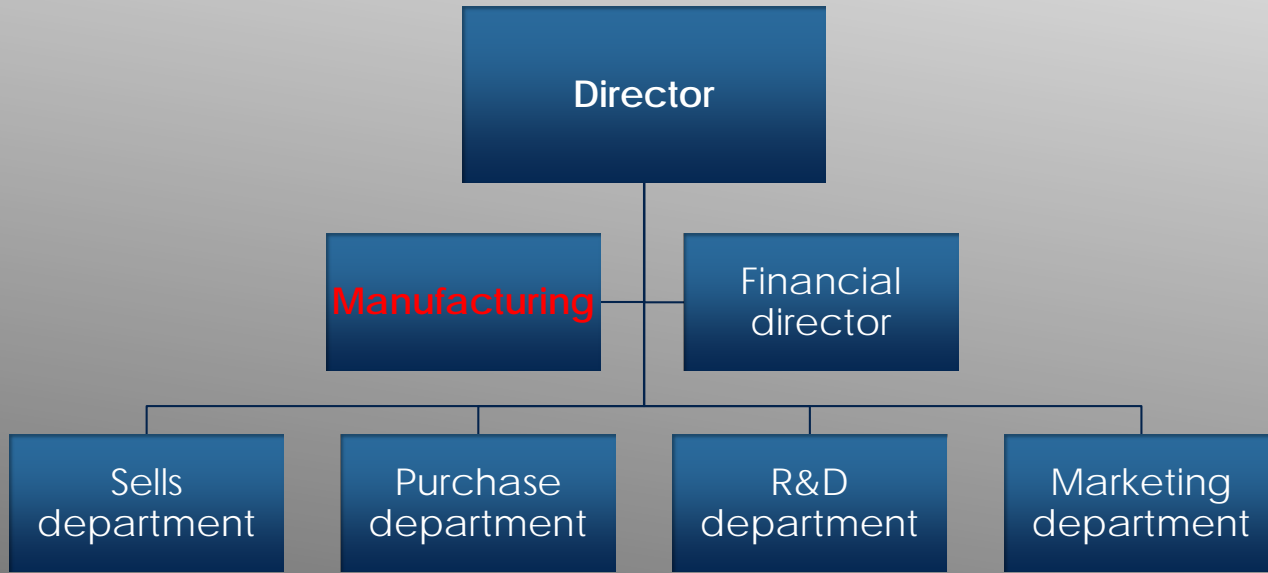 Director
Manufacturing
Financial
director
Sells
department
Purchase
department
R&D
department
Marketing
department